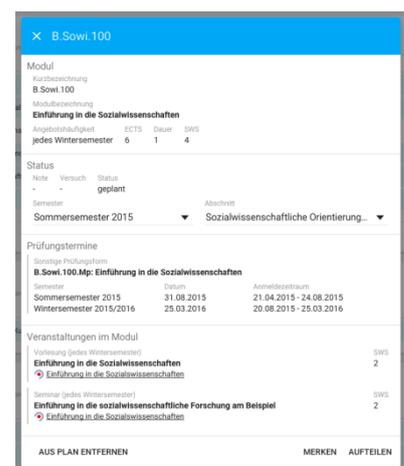 × B.Sowi.100
Modul
Kurzbezeichnung
B.Sowi.100
Modulbezeichnung
Einführung in die Sozialwissenschaften
Angebotshäufigkeit ECTS Dauer SWS
jedes Wintersemester 6 1 4
Status
Note Versuch Status
- - geplant
Semester Abschnitt
Sommersemester 2015 Sozialwissenschaftliche Orientierung...
Prüfungstermine
Sonstige Prüfungsform
B.Sowi.100.Mp: Einführung in die Sozialwissenschaften
Semester Datum Anmeldezeitraum
Sommersemester 2015 31.08.2015 21.04.2015 - 24.08.2015
Wintersemester 2015/2016 25.03.2016 20.08.2015 - 25.03.2016
Veranstaltungen im Modul
Vorlesung (jedes Wintersemester) SWS
Einführung in die Sozialwissenschaften 2
Einführung in die Sozialswissenschaften
Seminar (jedes Wintersemester) SWS
Einführung in die sozialwissenschaftliche Forschung am Beispiel 2
Einführung in die Sozialswissenschaften
AUS PLAN ENTFERNEN MERKEN AUFTEILEN